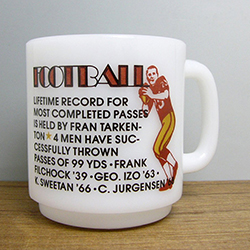 FOOTBALL
LIFETIME RECORD FOR
MOST COMPLETED PASSES
IS HELD BY FRAN TARKEN-
TON ★ 4 MEN HAVE SUC-
CESSFULLY THROWN
PASSES OF 99 YDS • FRANK
FILCHOCK '39 • GEO. IZO '63 •
K. SWEETAN '66 • C. JURGENSEN